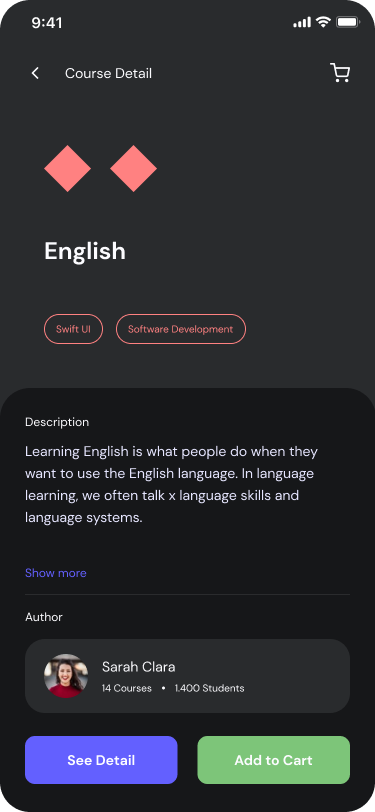 9:41
Course Detail
English
Swift UI
Software Development
Description
Learning English is what people do when they
want to use the English language. In language
learning, we often talk x language skills and
language systems.
Show more
Author
Sarah Clara
14 Courses • 1.400 Students
See Detail
Add to Cart